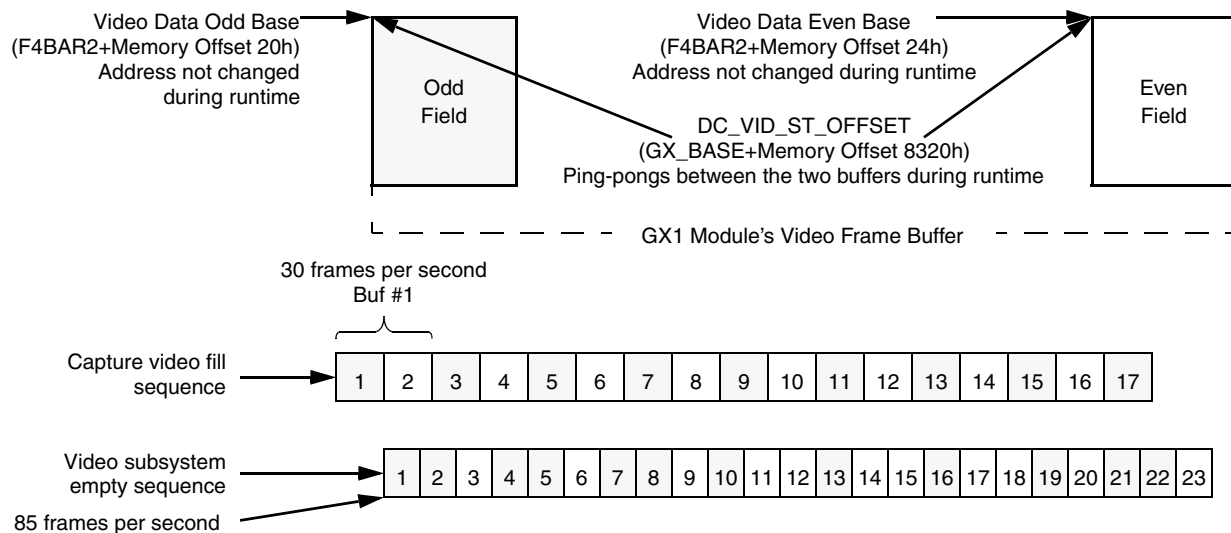 Video Data Odd Base
(F4BAR2+Memory Offset 20h)
Address not changed
during runtime
Odd
Field
Video Data Even Base
(F4BAR2+Memory Offset 24h)
Address not changed during runtime
Even
Field
DC_VID_ST_OFFSET
(GX_BASE+Memory Offset 8320h)
Ping-pongs between the two buffers during runtime
GX1 Module's Video Frame Buffer
30 frames per second
Buf #1
Capture video fill
sequence
1 2 3 4 5 6 7 8 9 10 11 12 13 14 15 16 17
Video subsystem
empty sequence
1 2 3 4 5 6 7 8 9 10 11 12 13 14 15 16 17 18 19 20 21 22 23
85 frames per second